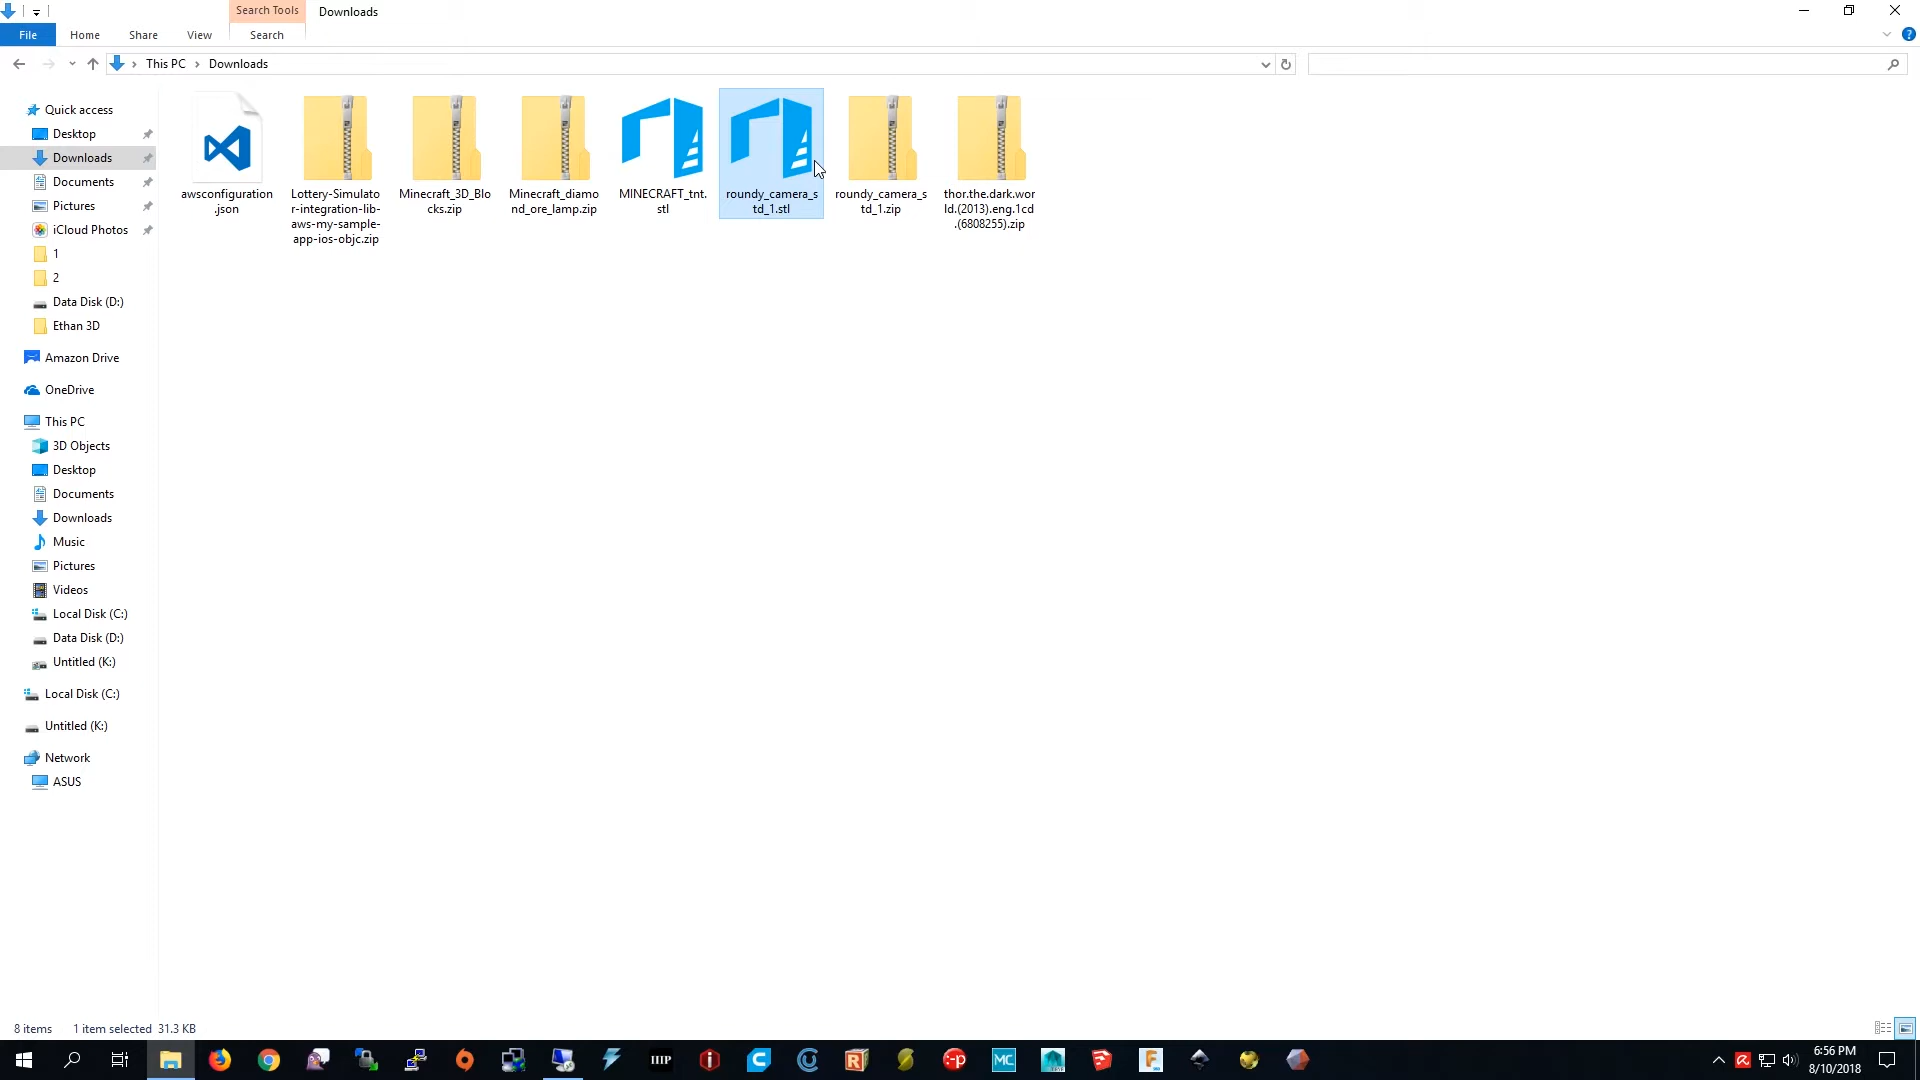 Search Tools
Downloads
File
Home
Share
View
Search
This PC
Downloads
Quick access
Desktop
Downloads
Documents
Pictures
iCloud Photos
1
2
Data Disk (D:)
Ethan 3D
Amazon Drive
OneDrive
This PC
3D Objects
Desktop
Documents
Downloads
Music
Pictures
Videos
Local Disk (C:)
Data Disk (D:)
Untitled (K:)
Local Disk (C:)
Untitled (K:)
Network
ASUS
awsconfiguration
.json
Lottery-Simulato
r-integration-lib-
aws-my-sample-
app-ios-objc.zip
Minecraft_3D_Blo
cks.zip
Minecraft_diamo
nd_ore_lamp.zip
MINECRAFT_tnt.
stl
roundy_camera_s
td_1.stl
roundy_camera_s
td_1.zip
thor.the.dark.wor
ld.(2013).eng.1cd
.(6808255).zip
8 items
1 item selected 31.3 KB
6:56 PM
8/10/2018